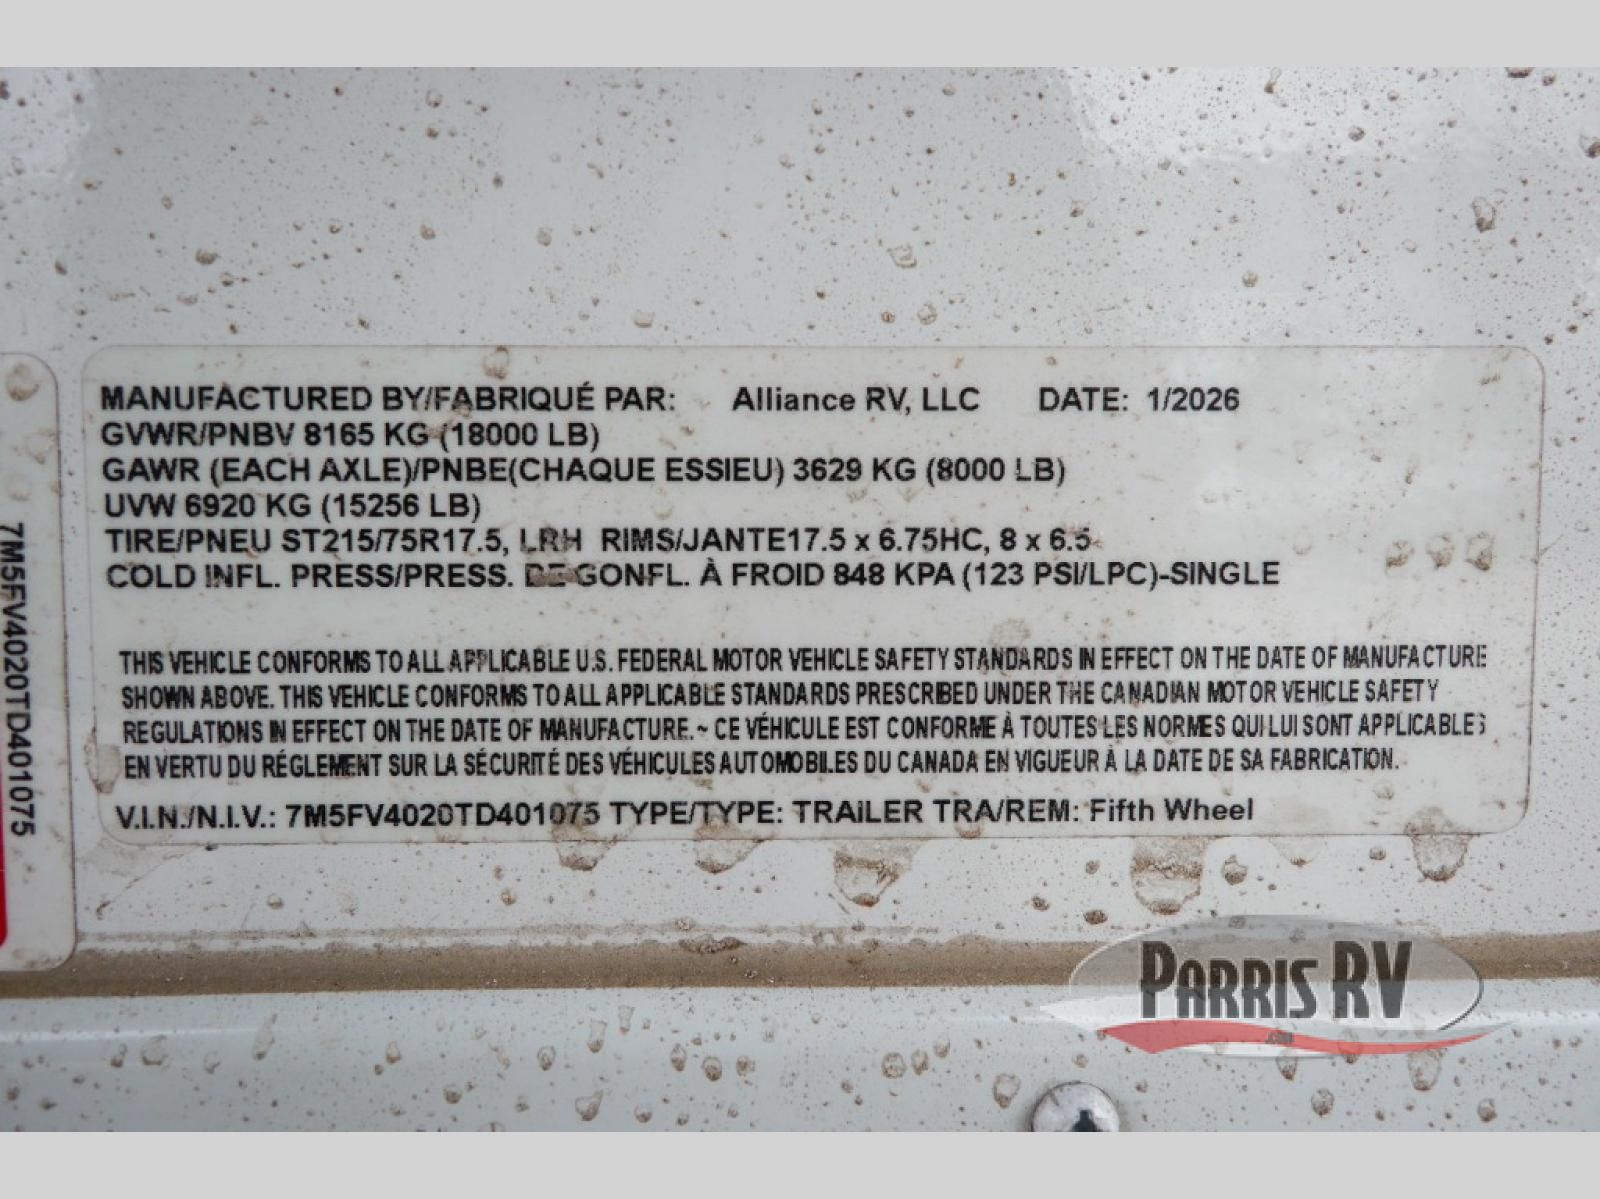 MANUFACTURED BY/FABRIQUÉ PAR: Alliance RV, LLC DATE: 1/2026
GVWR/PNBV 8165 KG (18000 LB)
GAWR (EACH AXLE)/PNBE(CHAQUE ESSIEU) 3629 KG (8000 LB)
UVW 6920 KG (15256 LB)
TIRE/PNEU ST215/75R17.5, LRH RIMS/JANTE17.5 x 6.75HC, 8 x 6.5
COLD INFL. PRESS/PRESS. DE GONFL. À FROID 848 KPA (123 PSI/LPC)-SINGLE
THIS VEHICLE CONFORMS TO ALL APPLICABLE U.S. FEDERAL MOTOR VEHICLE SAFETY STANDARDS IN EFFECT ON THE DATE OF MANUFACTURE
SHOWN ABOVE. THIS VEHICLE CONFORMS TO ALL APPLICABLE STANDARDS PRESCRIBED UNDER THE CANADIAN MOTOR VEHICLE SAFETY
REGULATIONS IN EFFECT ON THE DATE OF MANUFACTURE.~ CE VÉHICULE EST CONFORME À TOUTES LES NORMES QUI LUI SONT APPLICABLES
EN VERTU DU RÉGLEMENT SUR LA SÉCURITÉ DES VÉHICULES AUTOMOBILES DU CANADA EN VIGUEUR À LA DATE DE SA FABRICATION.
V.I.N./N.I.V.: 7M5FV4020TD401075 TYPE/TYPE: TRAILER TRA/REM: Fifth Wheel
7M5FV4020TD401075
PARRIS RV
.com